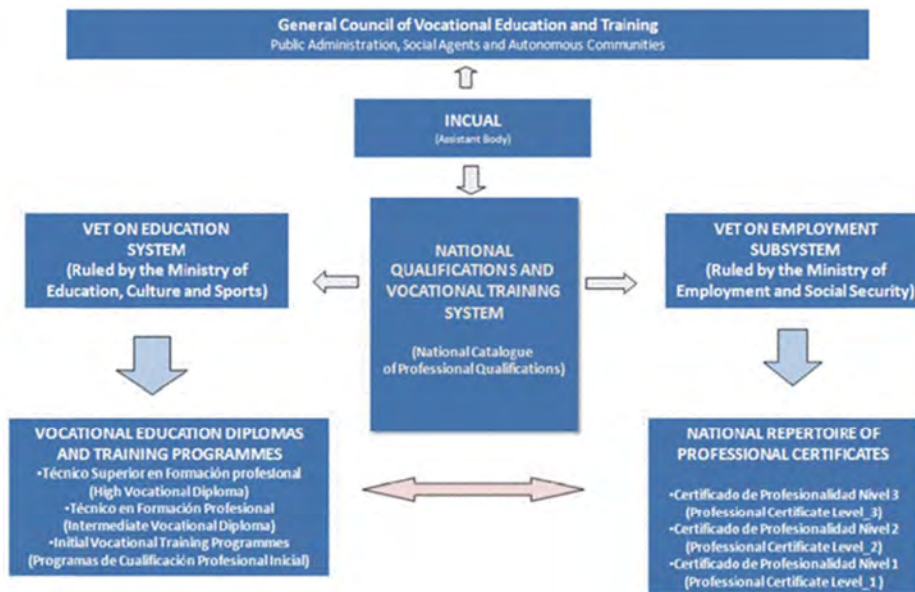 General Council of Vocational Education and Training
Public Administration, Social Agents and Autonomous Communities
INCUAL
(Assistant Body)
VET ON EDUCATION
SYSTEM
(Ruled by the Ministry of
Education, Culture and Sports)
NATIONAL
QUALIFICATIONS AND
VOCATIONAL TRAINING
SYSTEM
(National Catalogue
of Professional Qualifications)
VET ON EMPLOYMENT
SUBSYSTEM
(Ruled by the Ministry of
Employment and Social Security)
VOCATIONAL EDUCATION DIPLOMAS
AND TRAINING PROGRAMMES
•Técnico Superior en Formación profesional
(High Vocational Diploma)
•Técnico en Formación Profesional
(Intermediate Vocational Diploma)
•Initial Vocational Training Programmes
(Programas de Cualificación Profesional Inicial)
NATIONAL REPERTOIRE OF
PROFESSIONAL CERTIFICATES
•Certificado de Profesionalidad Nivel 3
(Professional Certificate Level_3)
•Certificado de Profesionalidad Nivel 2
(Professional Certificate Level_2)
•Certificado de Profesionalidad Nivel 1
(Professional Certificate Level_1)